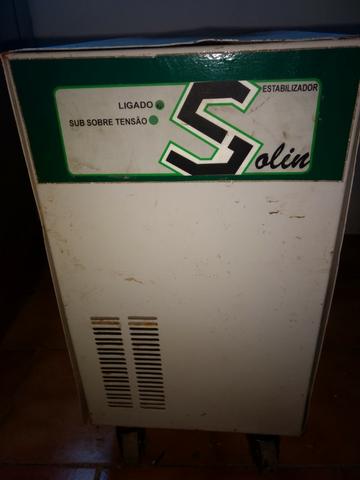 ESTABILIZADOR
LIGADO
SUB SOBRE TENSÃO
Solin